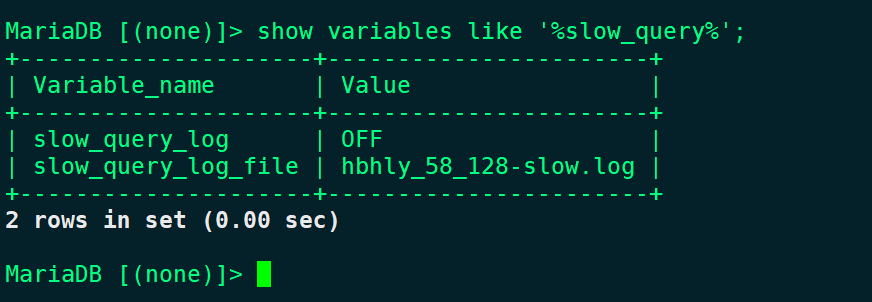 MariaDB [(none)]> show variables like '%slow_query%';
+---------------------+-----------------------+
| Variable_name       | Value                 |
+---------------------+-----------------------+
| slow_query_log      | OFF                   |
| slow_query_log_file | hbhly_58_128-slow.log |
+---------------------+-----------------------+
2 rows in set (0.00 sec)
MariaDB [(none)]>